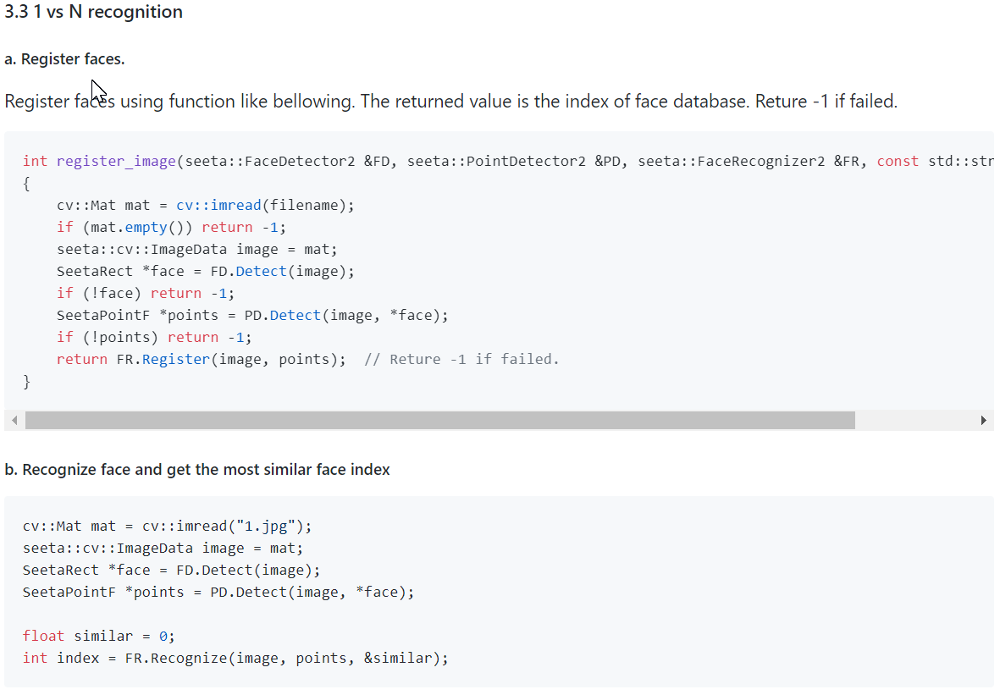 3.3 1 vs N recognition
a. Register faces.
Register faces using function like bellowing. The returned value is the index of face database. Reture -1 if failed.
int register_image(seeta::FaceDetector2 &FD, seeta::PointDetector2 &PD, seeta::FaceRecognizer2 &FR, const std::str
{
    cv::Mat mat = cv::imread(filename);
    if (mat.empty()) return -1;
    seeta::cv::ImageData image = mat;
    SeetaRect *face = FD.Detect(image);
    if (!face) return -1;
    SeetaPointF *points = PD.Detect(image, *face);
    if (!points) return -1;
    return FR.Register(image, points);  // Reture -1 if failed.
}
b. Recognize face and get the most similar face index
cv::Mat mat = cv::imread("1.jpg");
seeta::cv::ImageData image = mat;
SeetaRect *face = FD.Detect(image);
SeetaPointF *points = PD.Detect(image, *face);
float similar = 0;
int index = FR.Recognize(image, points, &similar);